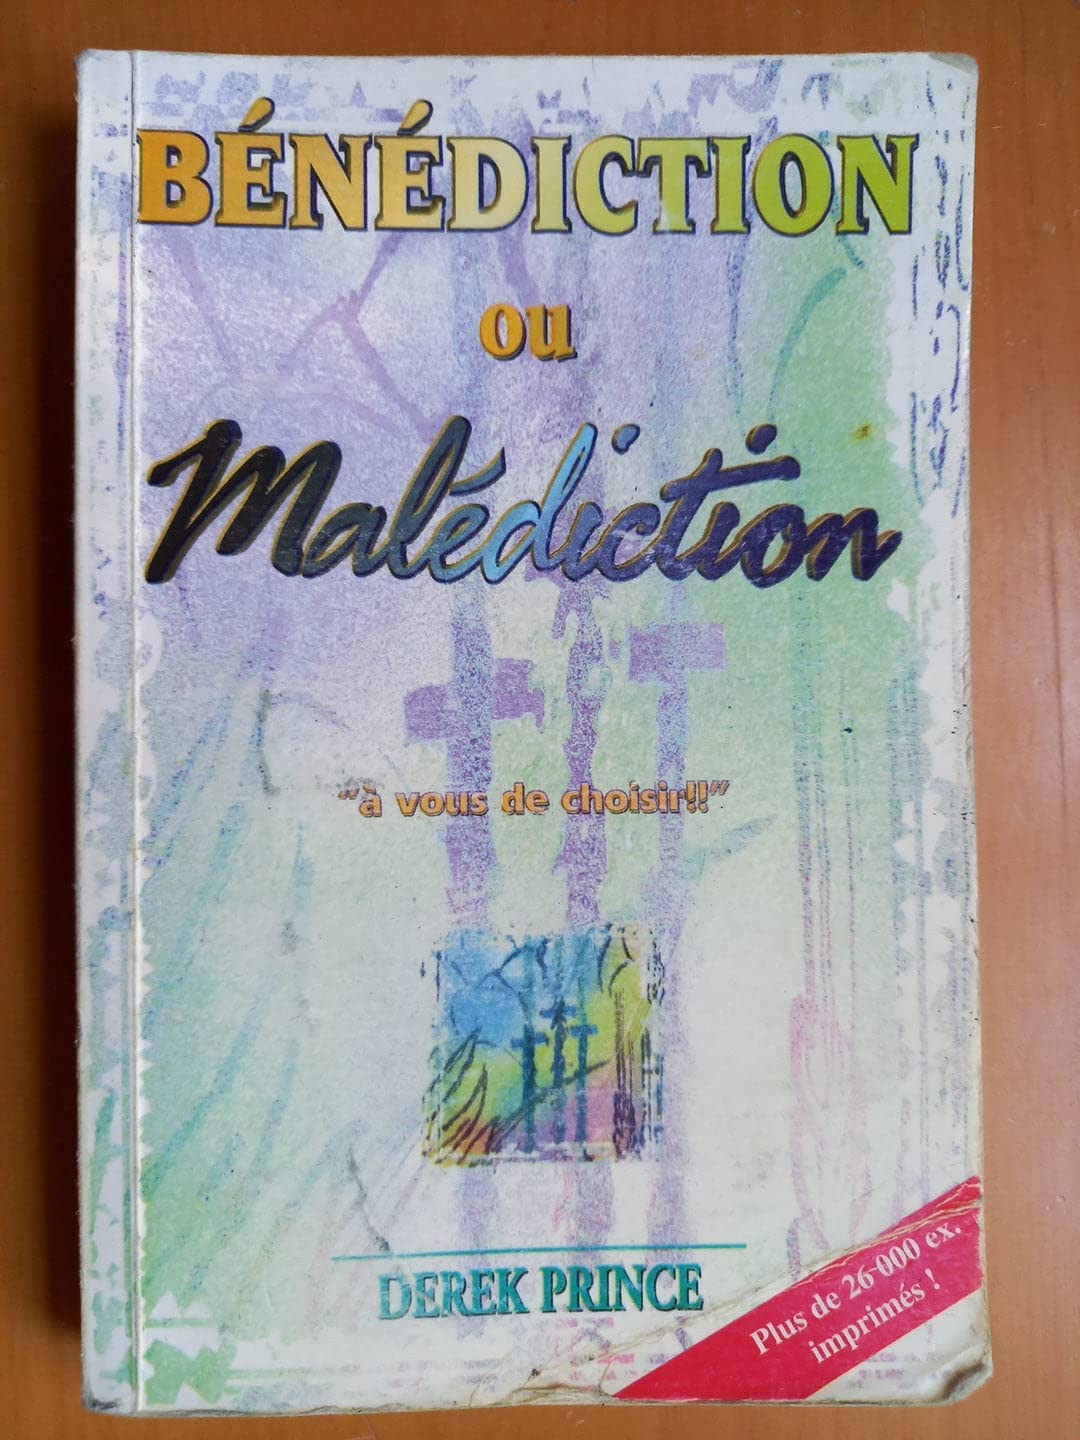 BÉNÉDICTION
ou
Malédiction
"à vous de choisir!!"
DEREK PRINCE
Plus de 26 000 ex.
imprimés !